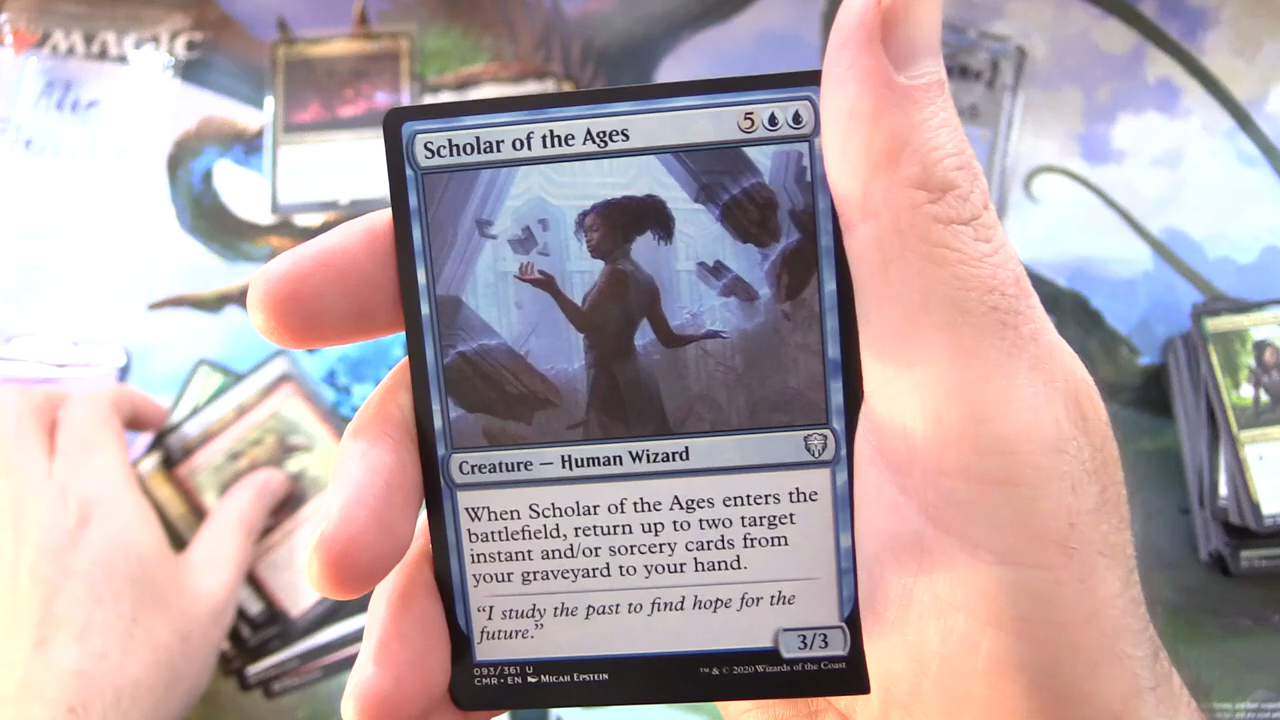 MAGIC
Scholar of the Ages
5
Creature — Human Wizard
When Scholar of the Ages enters the
battlefield, return up to two target
instant and/or sorcery cards from
your graveyard to your hand.
“I study the past to find hope for the
future.”
3/3
093/361 U
CMR • EN Micah Epstein
™ & © 2020 Wizards of the Coast